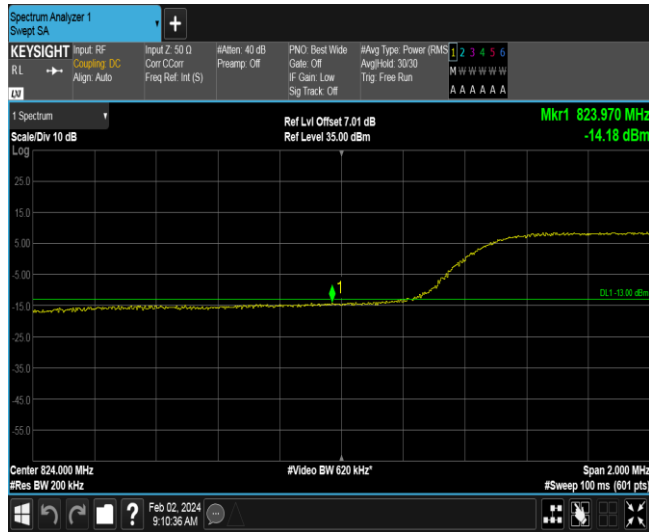 Spectrum Analyzer 1
Swept SA
+
KEYSIGHT
RL
LXI
Input: RF
Coupling: DC
Align: Auto
Input Z: 50 Ω
Corr CCorr
Freq Ref: Int (S)
#Atten: 40 dB
Preamp: Off
PNO: Best Wide
Gate: Off
IF Gain: Low
Sig Track: Off
#Avg Type: Power (RMS
Avg|Hold: 30/30
Trig: Free Run
1 2 3 4 5 6
M W W W W W
A A A A A A
1 Spectrum
Scale/Div 10 dB
Log
Ref Lvl Offset 7.01 dB
Ref Level 35.00 dBm
Mkr1 823.970 MHz
-14.18 dBm
25.0
15.0
5.00
-5.00
-15.0
-25.0
-35.0
-45.0
-55.0
1
DL1 -13.00 dBm
Center 824.000 MHz
#Res BW 200 kHz
#Video BW 620 kHz*
Span 2.000 MHz
#Sweep 100 ms (601 pts)
?
Feb 02, 2024
9:10:36 AM